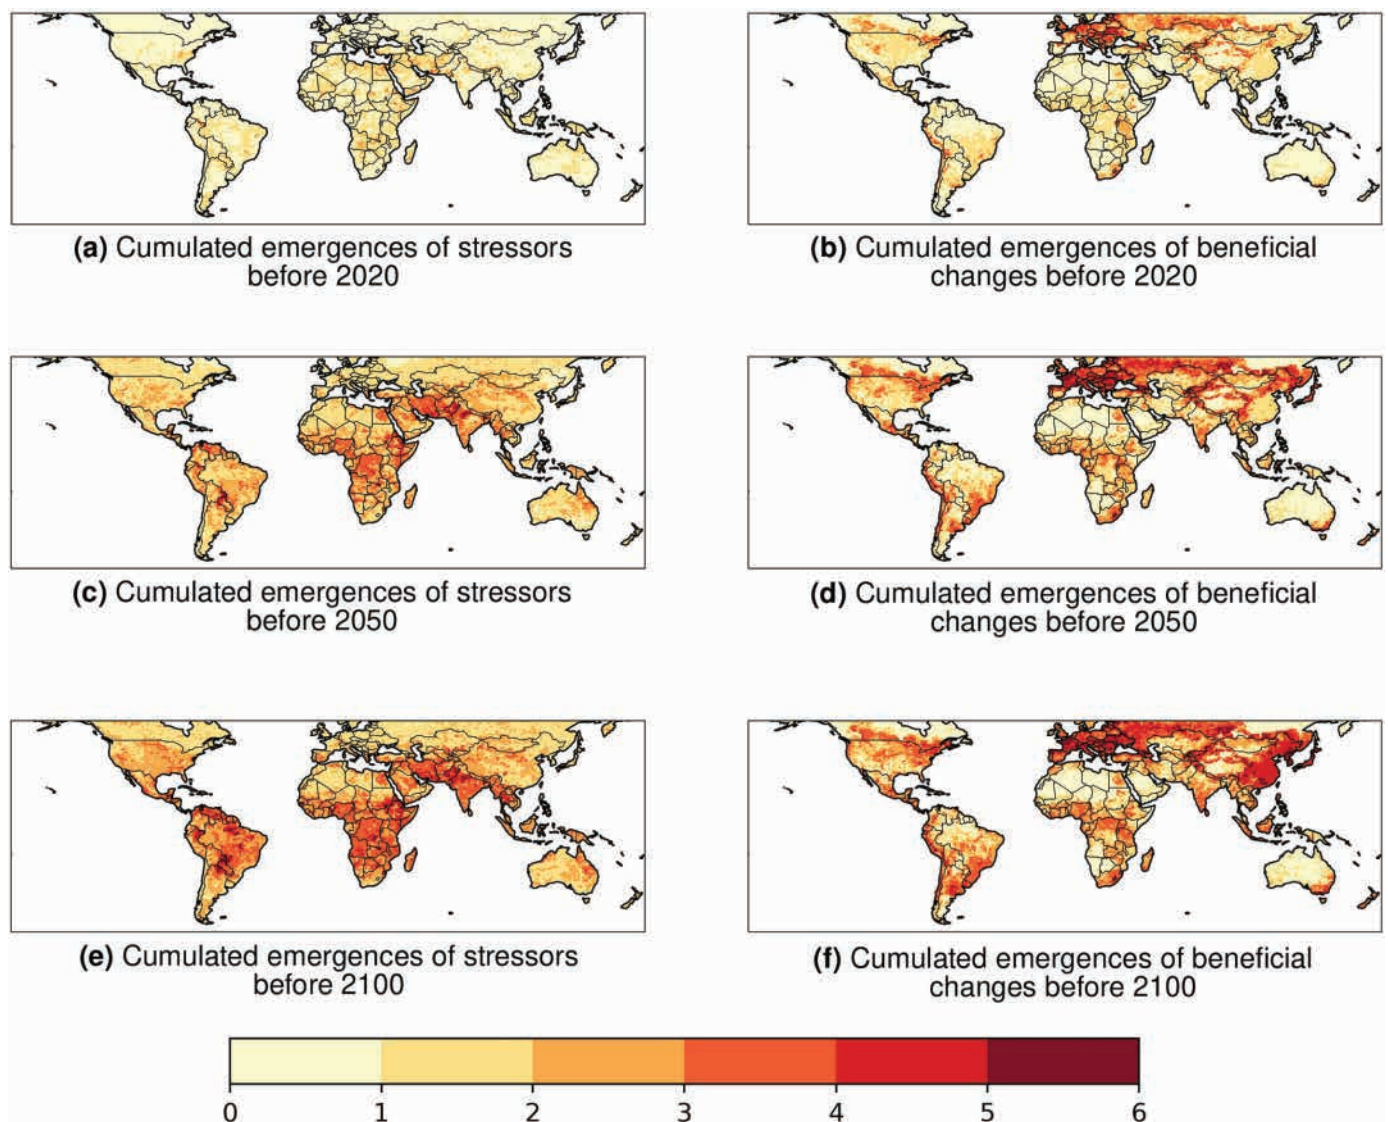 (a) Cumulated emergences of stressors
before 2020
(b) Cumulated emergences of beneficial
changes before 2020
(c) Cumulated emergences of stressors
before 2050
(d) Cumulated emergences of beneficial
changes before 2050
(e) Cumulated emergences of stressors
before 2100
(f) Cumulated emergences of beneficial
changes before 2100
0 1 2 3 4 5 6